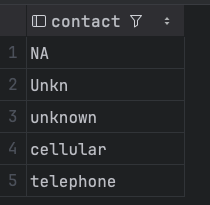 contact
1 NA
2 Unkn
3 unknown
4 cellular
5 telephone